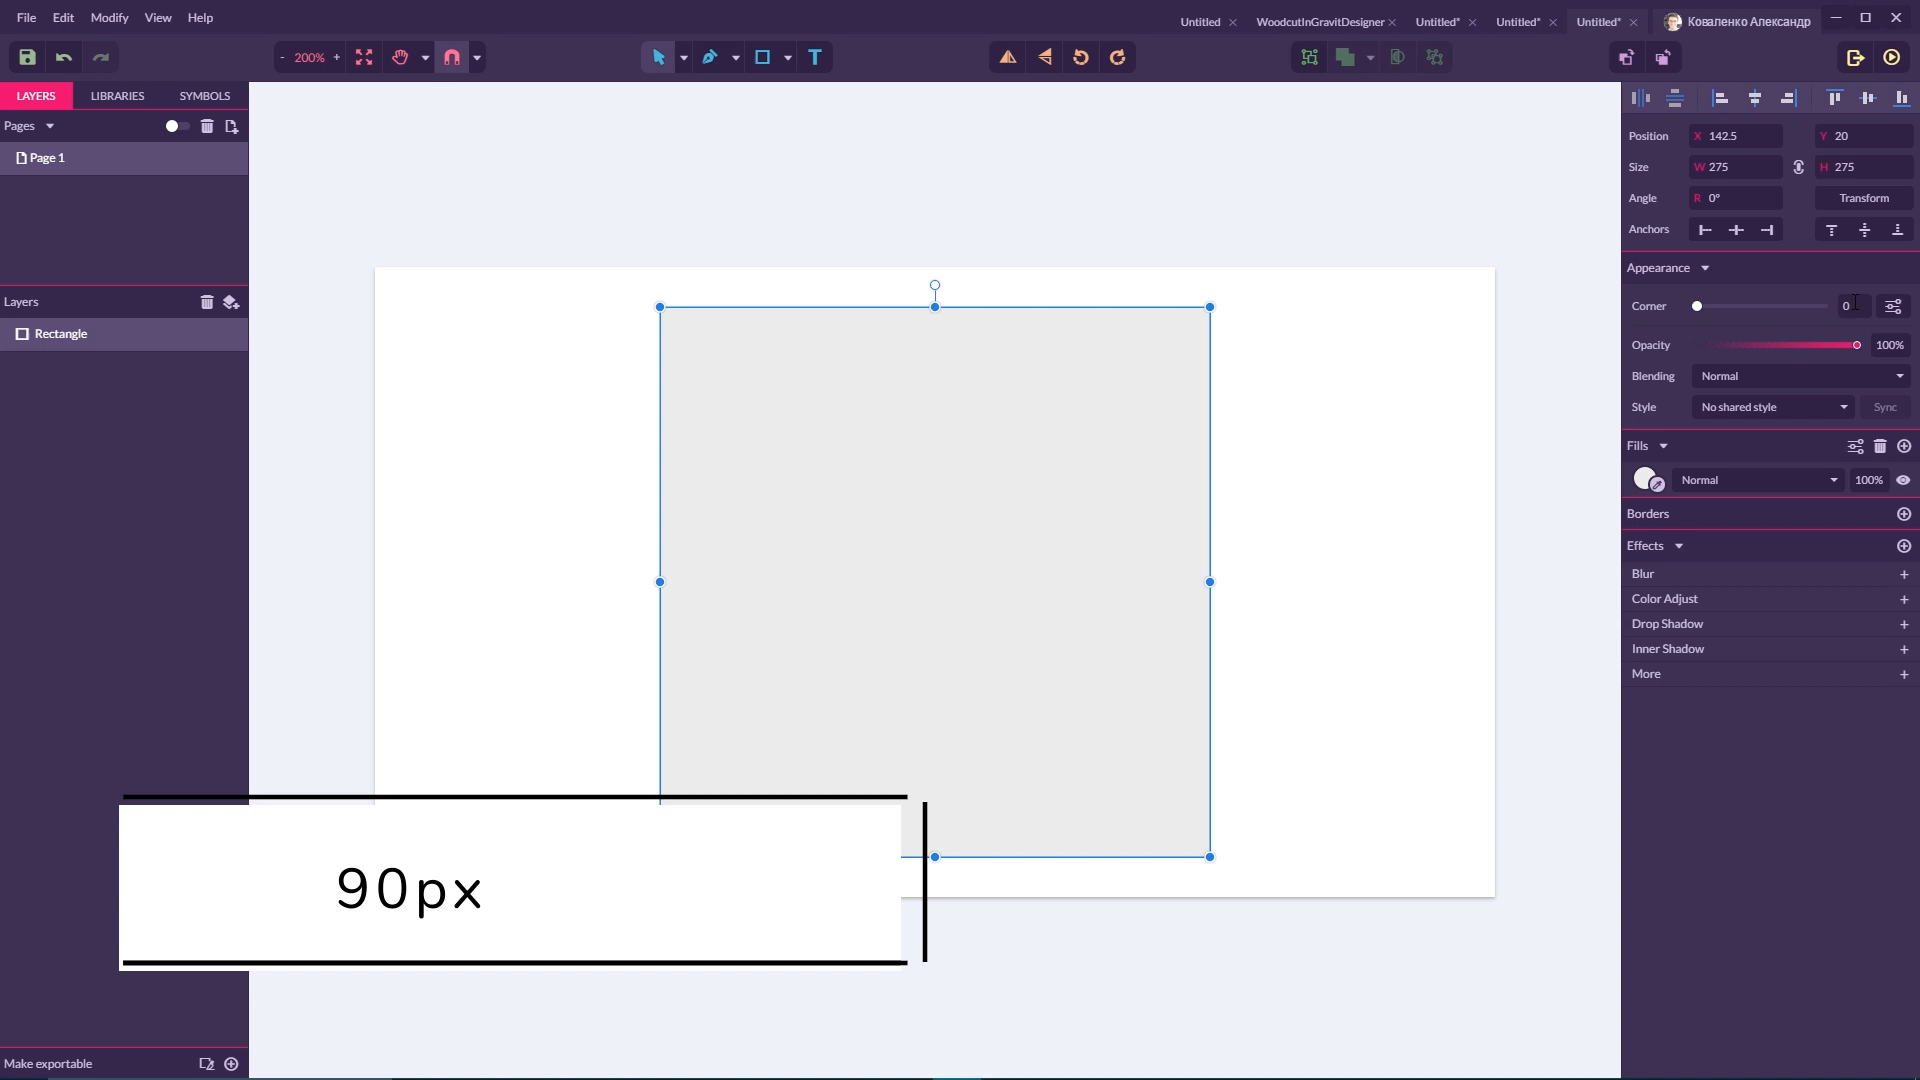 File Edit Modify View Help
Untitled WoodcutInGravitDesigner Untitled* Untitled* Untitled* Коваленко Александр
- 200% +
LAYERS LIBRARIES SYMBOLS
Pages
Page 1
Layers
Rectangle
Make exportable
90px
Position X 142.5 Y 20
Size W 275 H 275
Angle R 0° Transform
Anchors
Appearance
Corner 0
Opacity 100%
Blending Normal
Style No shared style Sync
Fills
Normal 100%
Borders
Effects
Blur +
Color Adjust +
Drop Shadow +
Inner Shadow +
More +